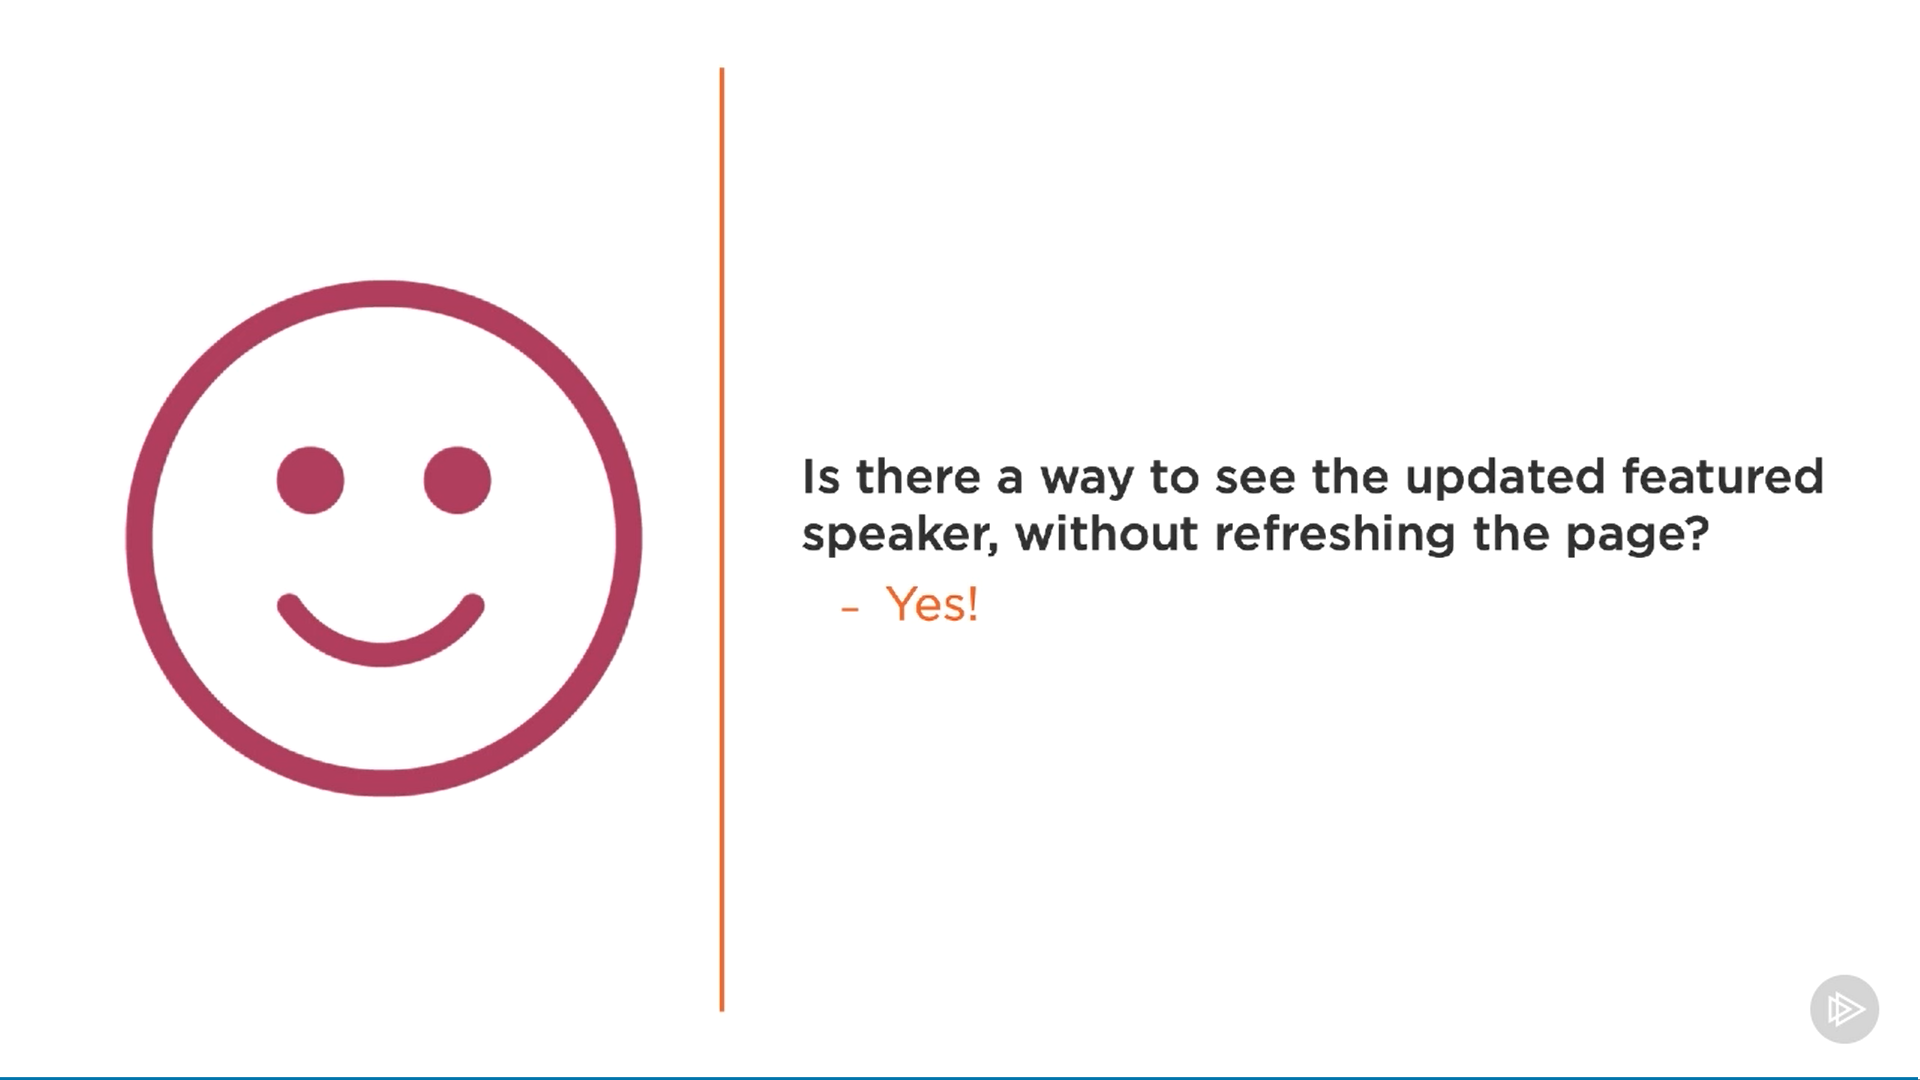 Is there a way to see the updated featured
speaker, without refreshing the page?
– Yes!